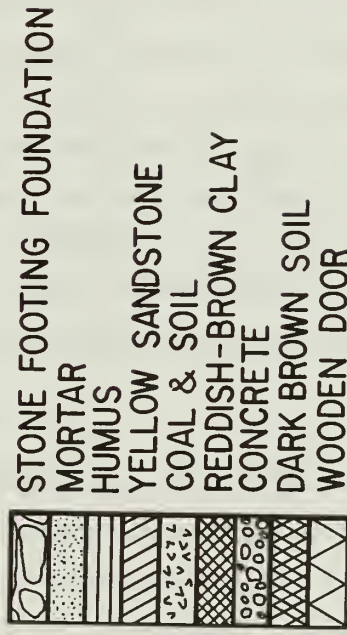 STONE FOOTING FOUNDATION
MORTAR
HUMUS
YELLOW SANDSTONE
COAL & SOIL
REDDISH-BROWN CLAY
CONCRETE
DARK BROWN SOIL
WOODEN DOOR